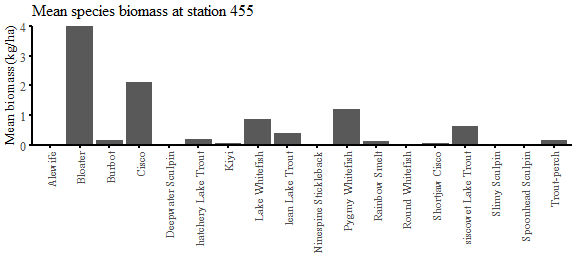 Mean species biomass at station 455
Mean biomass (kg/ha)
4
3
2
1
0
Alewife
Bloater
Burbot
Cisco
Deepwater Sculpin
hatchery Lake Trout
Kiyi
Lake Whitefish
lean Lake Trout
Ninespine Stickleback
Pygmy Whitefish
Rainbow Smelt
Round Whitefish
Shortjaw Cisco
siscowet Lake Trout
Slimy Sculpin
Spoonhead Sculpin
Trout-perch